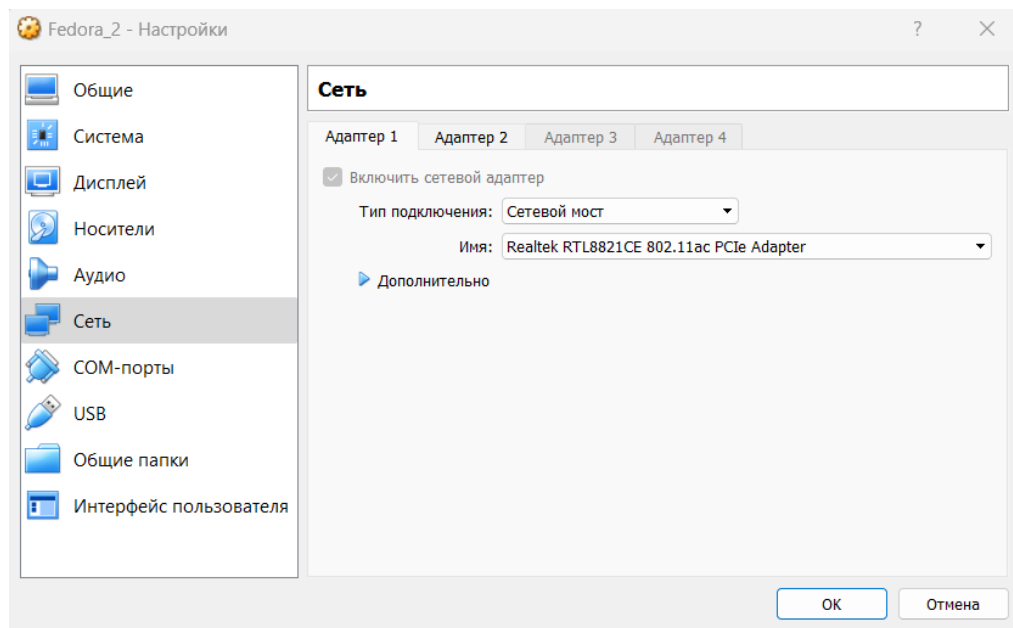 Fedora_2 - Настройки
?
Общие
Система
Дисплей
Носители
Аудио
Сеть
COM-порты
USB
Общие папки
Интерфейс пользователя
Сеть
Адаптер 1 Адаптер 2 Адаптер 3 Адаптер 4
Включить сетевой адаптер
Тип подключения: Сетевой мост
Имя: Realtek RTL8821CE 802.11ac PCIe Adapter
Дополнительно
OK Отмена